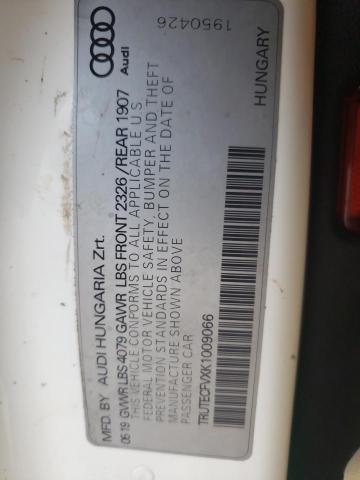 MFD. BY AUDI HUNGARIA Zrt.
06 19 GVWR LBS 4079 GAWR LBS FRONT 2326 /REAR 1907
THIS VEHICLE CONFORMS TO ALL APPLICABLE U.S.
FEDERAL MOTOR VEHICLE SAFETY, BUMPER AND THEFT
PREVENTION STANDARDS IN EFFECT ON THE DATE OF
MANUFACTURE SHOWN ABOVE
PASSENGER CAR
TRUTECFVXK1009066
Audi
1950426
HUNGARY